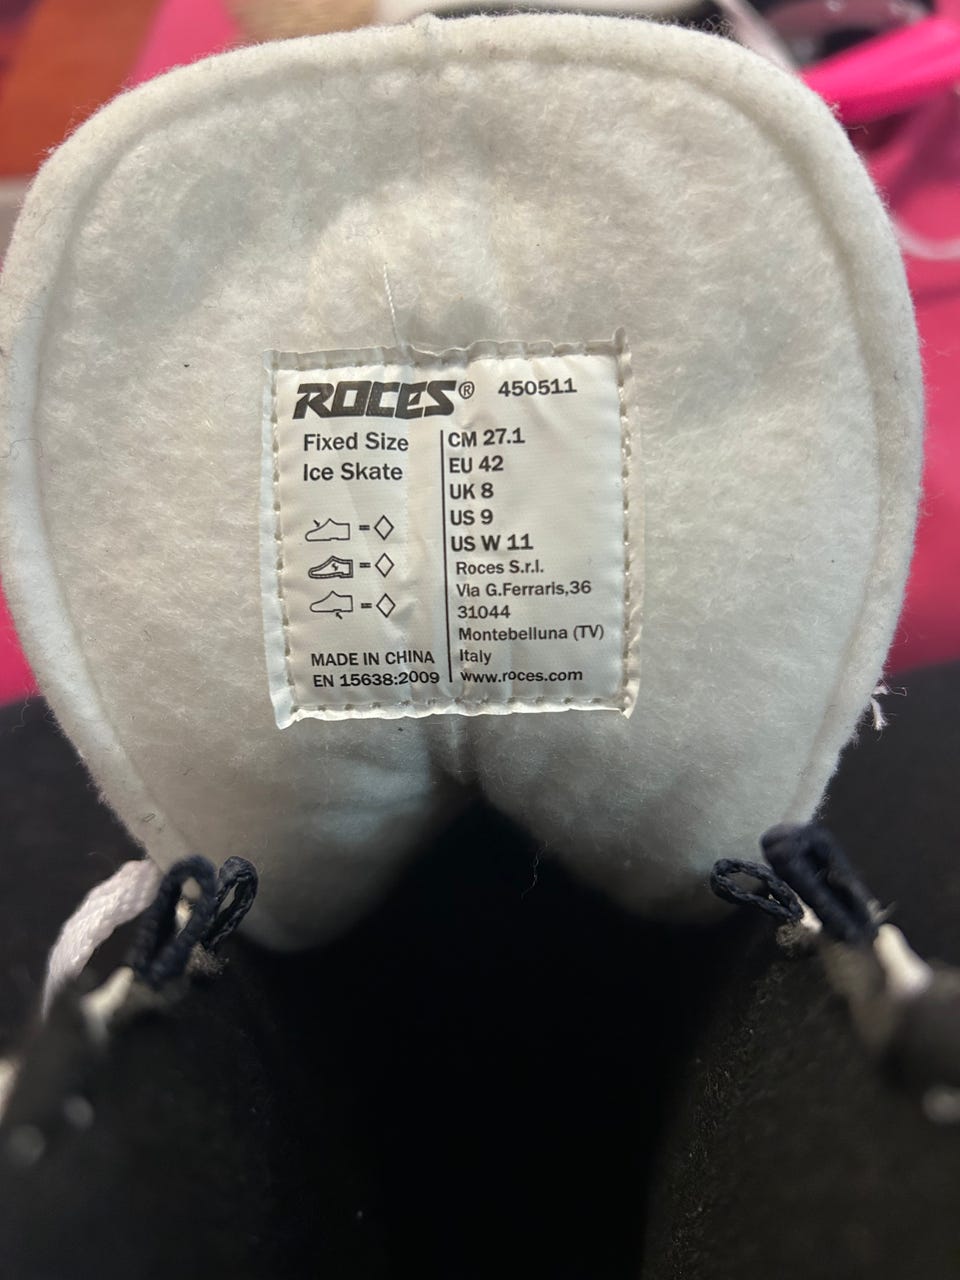 ROCES® 450511
Fixed Size
Ice Skate
=◇
=◇
=◇
MADE IN CHINA
EN 15638:2009
CM 27.1
EU 42
UK 8
US 9
US W 11
Roces S.r.l.
Via G.Ferraris,36
31044
Montebelluna (TV)
Italy
www.roces.com